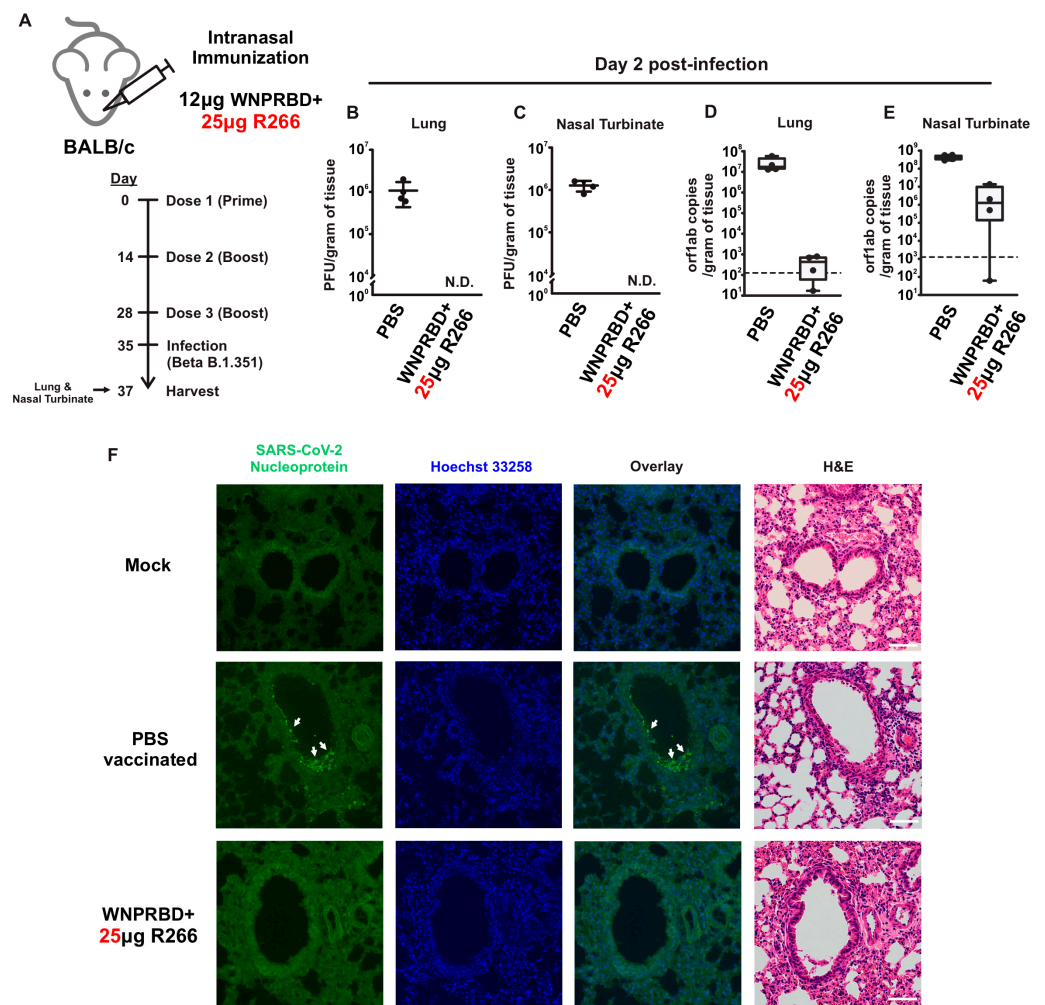 A
Intranasal
Immunization
12µg WNPRBD+
25µg R266
BALB/c
Day
0
Dose 1 (Prime)
14
Dose 2 (Boost)
28
Dose 3 (Boost)
35
Infection
(Beta B.1.351)
Lung &
Nasal Turbinate
37
Harvest
Day 2 post-infection
B
Lung
PFU/gram of tissue
10⁷
10⁶
10⁵
10⁴
10⁰
N.D.
PBS
WNPRBD+
25µg R266
C
Nasal Turbinate
PFU/gram of tissue
10⁷
10⁶
10⁵
10⁴
10⁰
N.D.
PBS
WNPRBD+
25µg R266
D
Lung
orf1ab copies
/gram of tissue
10⁸
10⁷
10⁶
10⁵
10⁴
10³
10²
10¹
PBS
WNPRBD+
25µg R266
E
Nasal Turbinate
orf1ab copies
/gram of tissue
10⁹
10⁸
10⁷
10⁶
10⁵
10⁴
10³
10²
10¹
PBS
WNPRBD+
25µg R266
F
SARS-CoV-2
Nucleoprotein
Hoechst 33258
Overlay
H&E
Mock
PBS
vaccinated
WNPRBD+
25µg R266